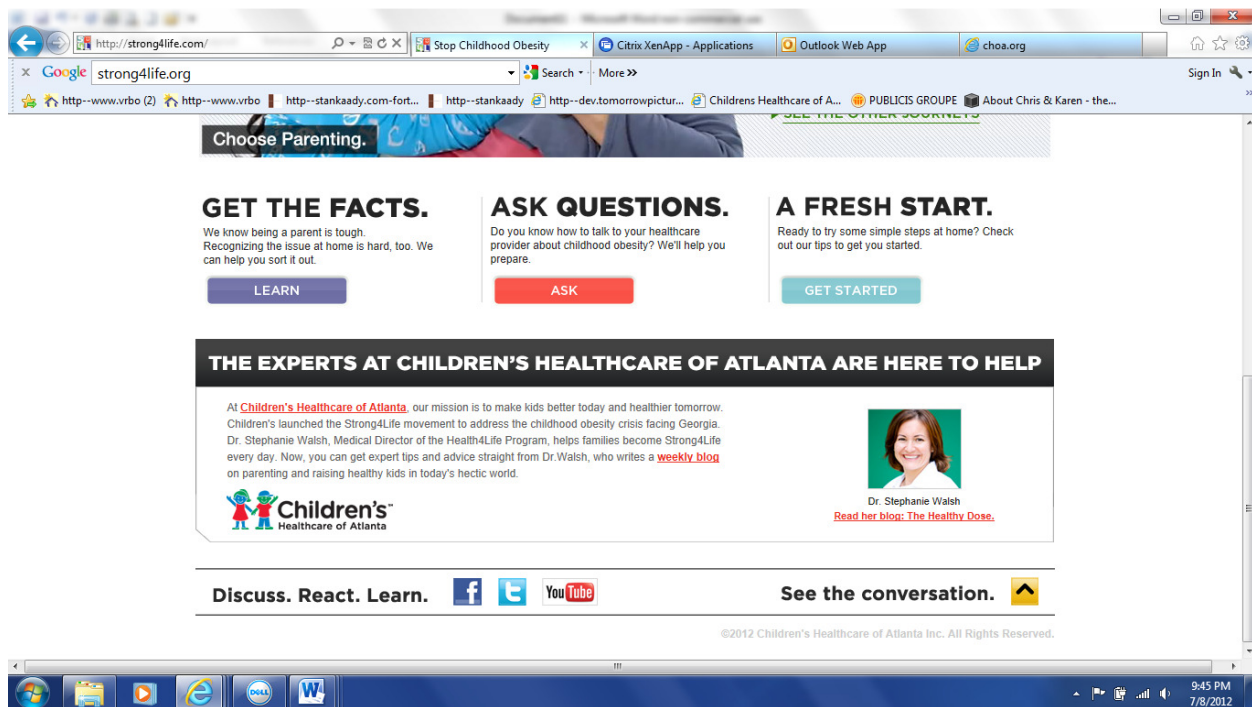 http://strong4life.com/
Stop Childhood Obesity
Citrix XenApp - Applications
Outlook Web App
choa.org
x Google strong4life.org
Search
More >>
Sign In
http--www.vrbo (2)
http--www.vrbo
http--stankaady.com-fort...
http--stankaady
http--dev.tomorrowpictur...
Childrens Healthcare of A...
PUBLICIS GROUPE
About Chris & Karen - the...
SEE THE OTHER JOURNEYS
Choose Parenting.
GET THE FACTS.
We know being a parent is tough.
Recognizing the issue at home is hard, too. We
can help you sort it out.
LEARN
ASK QUESTIONS.
Do you know how to talk to your healthcare
provider about childhood obesity? We'll help you
prepare.
ASK
A FRESH START.
Ready to try some simple steps at home? Check
out our tips to get you started.
GET STARTED
THE EXPERTS AT CHILDREN'S HEALTHCARE OF ATLANTA ARE HERE TO HELP
At Children's Healthcare of Atlanta, our mission is to make kids better today and healthier tomorrow.
Children's launched the Strong4Life movement to address the childhood obesity crisis facing Georgia.
Dr. Stephanie Walsh, Medical Director of the Health4Life Program, helps families become Strong4Life
every day. Now, you can get expert tips and advice straight from Dr.Walsh, who writes a weekly blog
on parenting and raising healthy kids in today's hectic world.
Children's™
Healthcare of Atlanta
Dr. Stephanie Walsh
Read her blog: The Healthy Dose.
Discuss. React. Learn.
You Tube
See the conversation.
©2012 Children's Healthcare of Atlanta Inc. All Rights Reserved.
DELL
9:45 PM
7/8/2012